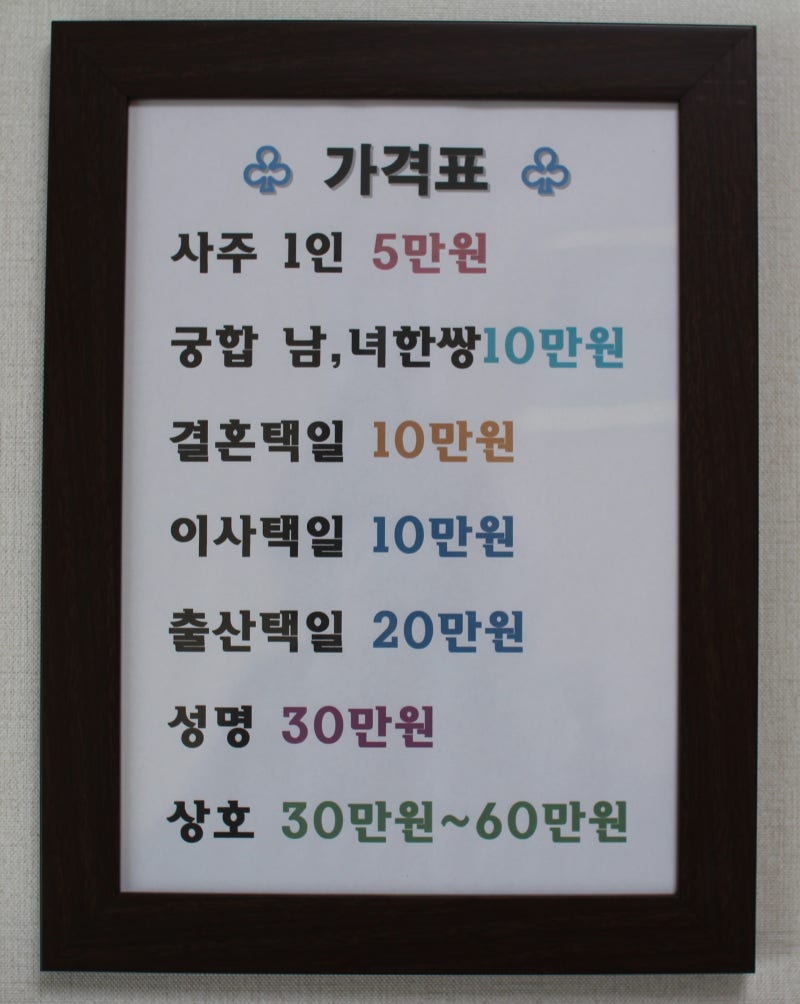 가격표
사주 1인 5만원
궁합 남,녀한쌍10만원
결혼택일 10만원
이사택일 10만원
출산택일 20만원
성명 30만원
상호 30만원~60만원